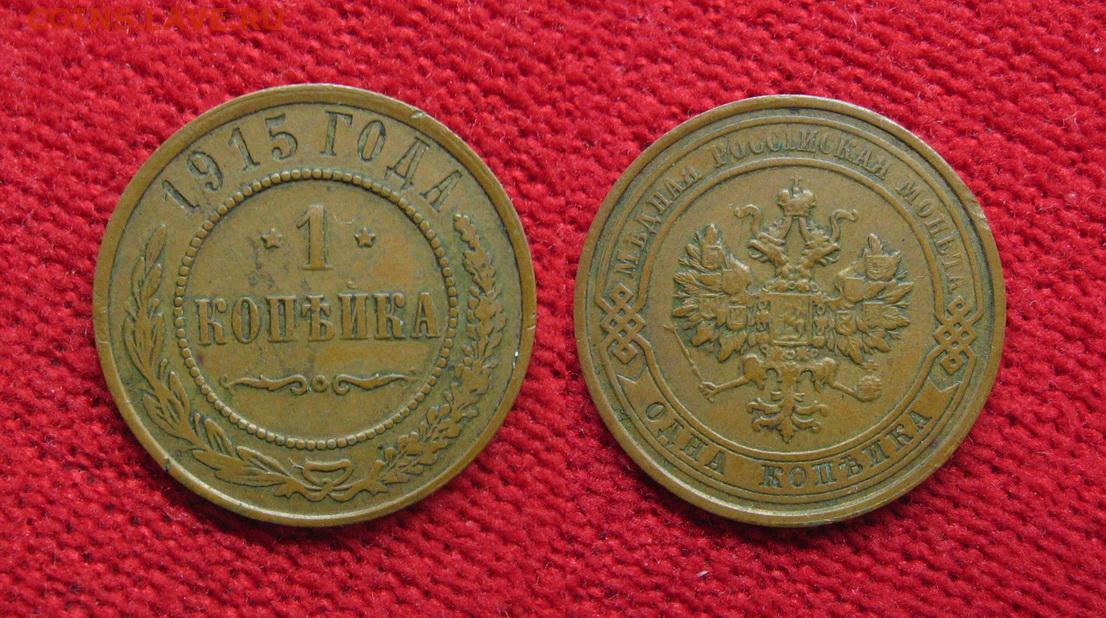 COINS.LAVE.RU
1915 ГОДА
1
КОПѢЙКА
МѢДНАЯ РОССІЙСКАЯ МОНЕТА
ОДНА КОПѢЙКА